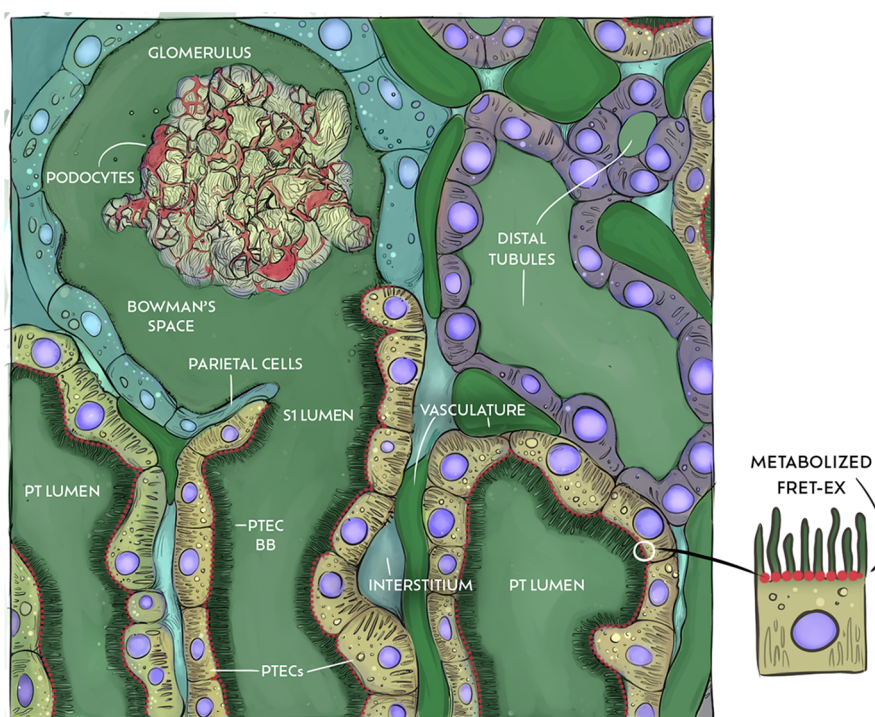 GLOMERULUS
PODOCYTES
DISTAL
TUBULES
BOWMAN'S
SPACE
PARIETAL CELLS
S1 LUMEN
VASCULATURE
METABOLIZED
FRET-EX
PT LUMEN
PTEC
BB
INTERSTITIUM
PT LUMEN
PTECs